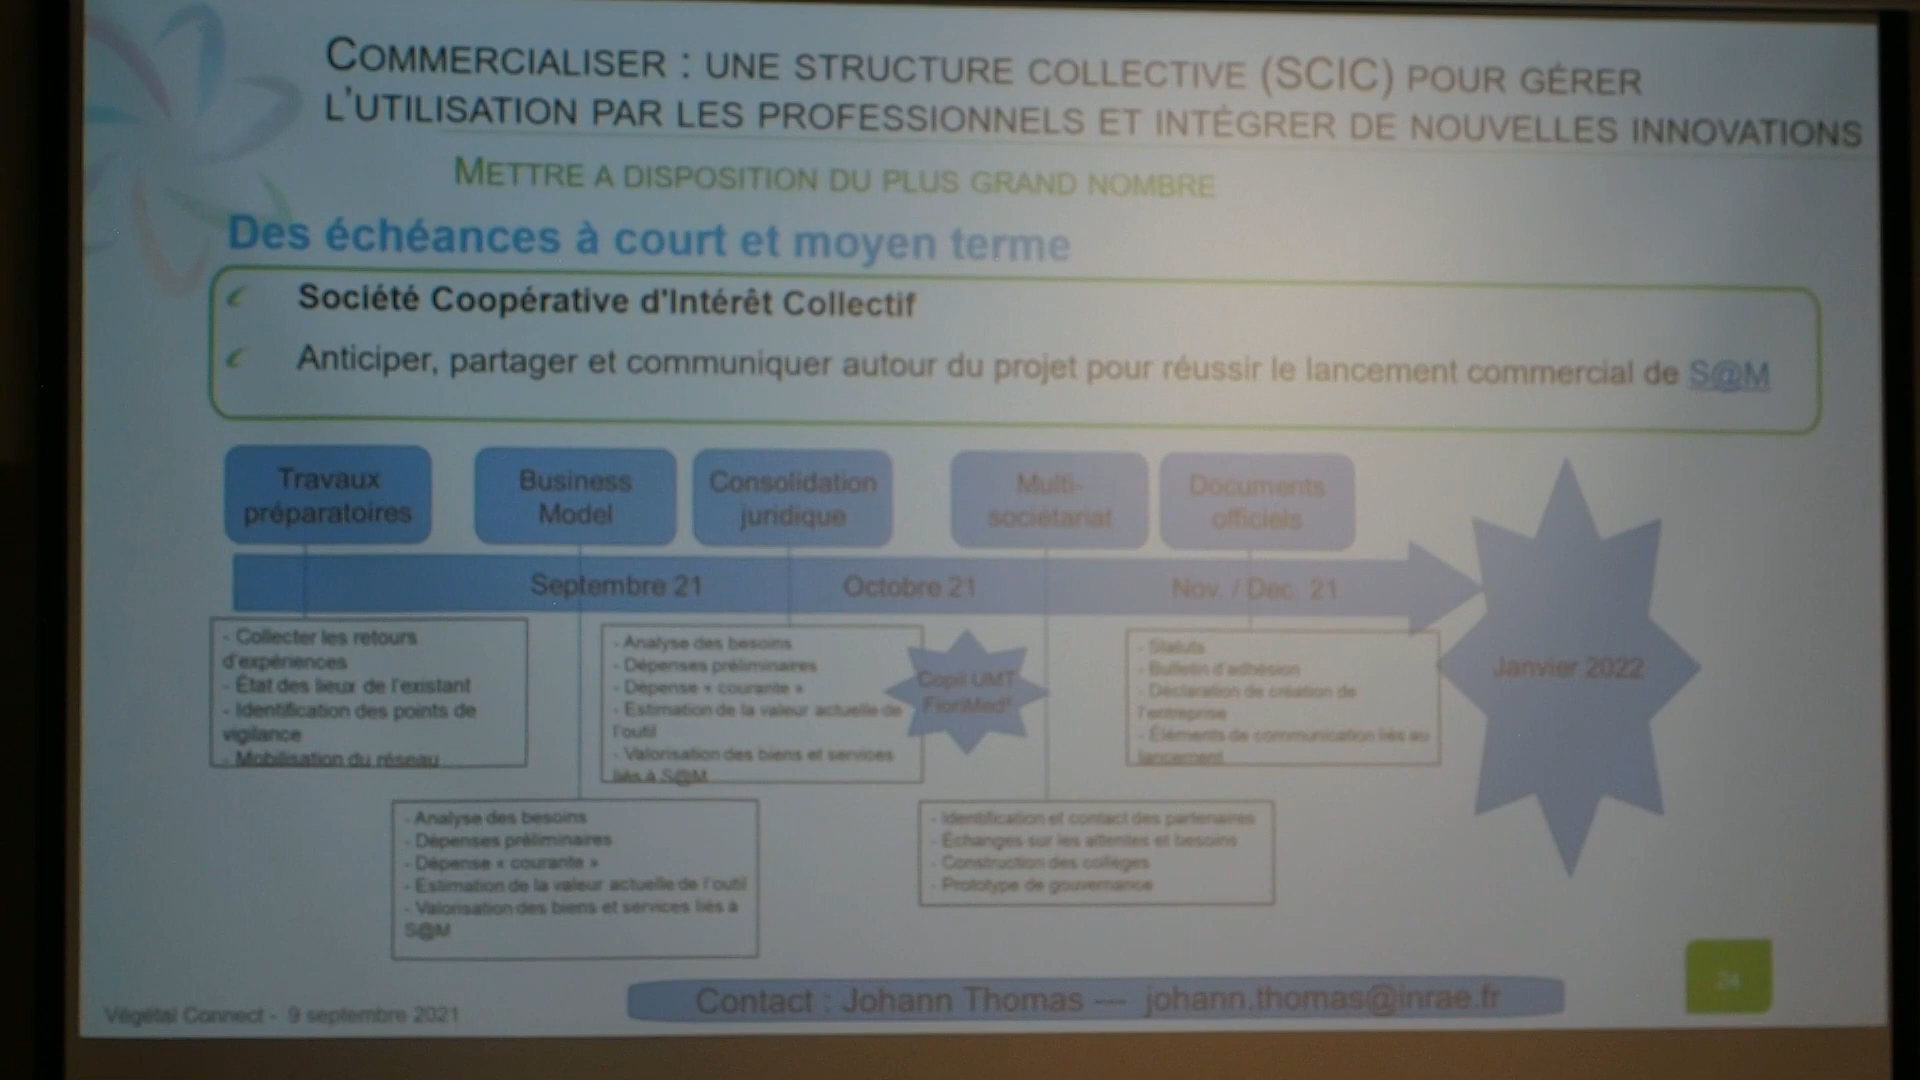 COMMERCIALISER : UNE STRUCTURE COLLECTIVE (SCIC) POUR GÉRER
L'UTILISATION PAR LES PROFESSIONNELS ET INTÉGRER DE NOUVELLES INNOVATIONS
METTRE A DISPOSITION DU PLUS GRAND NOMBRE
Des échéances à court et moyen terme
Société Coopérative d'Intérêt Collectif
Anticiper, partager et communiquer autour du projet pour réussir le lancement commercial de S@M
Travaux
préparatoires
Business
Model
Consolidation
juridique
Multi-
sociétariat
Documents
officiels
Septembre 21
Octobre 21
Nov. / Dec. 21
Janvier 2022
- Collecter les retours
d'expériences
- État des lieux de l'existant
- Identification des points de
vigilance
- Mobilisation du réseau
- Analyse des besoins
- Dépenses préliminaires
- Dépense « courante »
- Estimation de la valeur actuelle de
l'outil
- Valorisation des biens et services
liés à S@M
Copil UMT
FioriMed²
- Statuts
- Bulletin d'adhésion
- Déclaration de création de
l'entreprise
- Éléments de communication liés au
lancement
- Analyse des besoins
- Dépenses préliminaires
- Dépense « courante »
- Estimation de la valeur actuelle de l'outil
- Valorisation des biens et services liés à
S@M
- Identification et contact des partenaires
- Échanges sur les attentes et besoins
- Construction des collèges
- Prototype de gouvernance
Contact : Johann Thomas — johann.thomas@inrae.fr
Végétal Connect - 9 septembre 2021
24